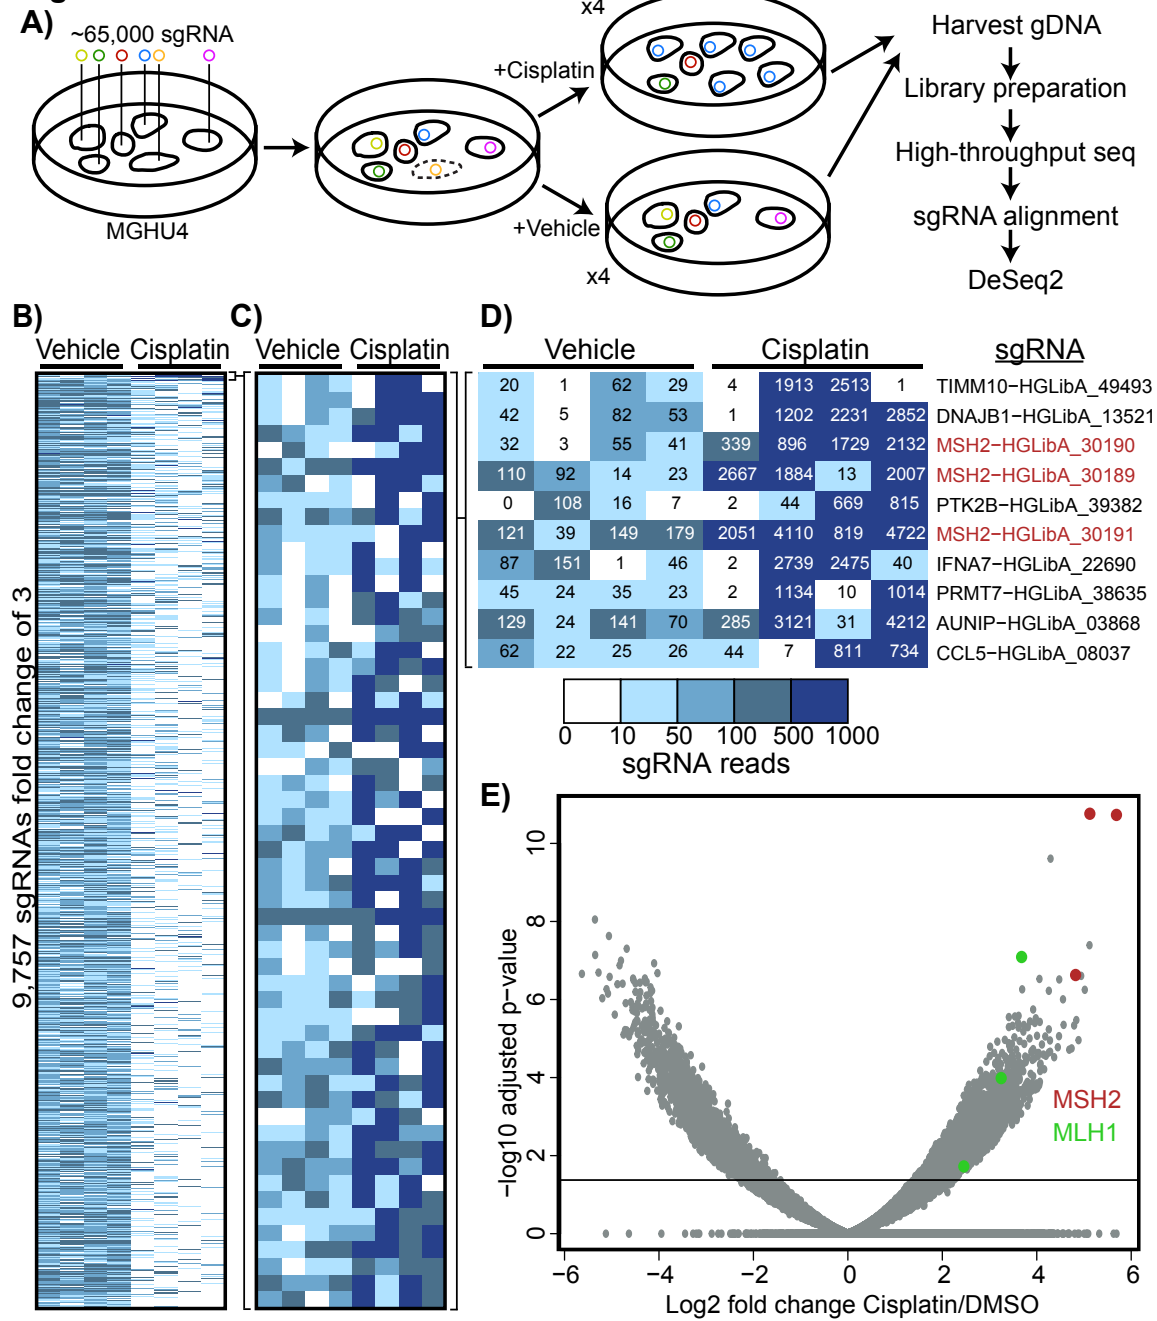 A)
~65,000 sgRNA
MGHU4
+Cisplatin
+Vehicle
x4
x4
Harvest gDNA
Library preparation
High-throughput seq
sgRNA alignment
DeSeq2
B)
Vehicle Cisplatin
9,757 sgRNAs fold change of 3
C)
Vehicle Cisplatin
D)
Vehicle Cisplatin sgRNA
20 1 62 29 4 1913 2513 1 TIMM10−HGLibA_49493
42 5 82 53 1 1202 2231 2852 DNAJB1−HGLibA_13521
32 3 55 41 339 896 1729 2132 MSH2−HGLibA_30190
110 92 14 23 2667 1884 13 2007 MSH2−HGLibA_30189
0 108 16 7 2 44 669 815 PTK2B−HGLibA_39382
121 39 149 179 2051 4110 819 4722 MSH2−HGLibA_30191
87 151 1 46 2 2739 2475 40 IFNA7−HGLibA_22690
45 24 35 23 2 1134 10 1014 PRMT7−HGLibA_38635
129 24 141 70 285 3121 31 4212 AUNIP−HGLibA_03868
62 22 25 26 44 7 811 734 CCL5−HGLibA_08037
0 10 50 100 500 1000
sgRNA reads
E)
−log10 adjusted p−value
10
8
6
4
2
0
MSH2
MLH1
−6 −4 −2 0 2 4 6
Log2 fold change Cisplatin/DMSO